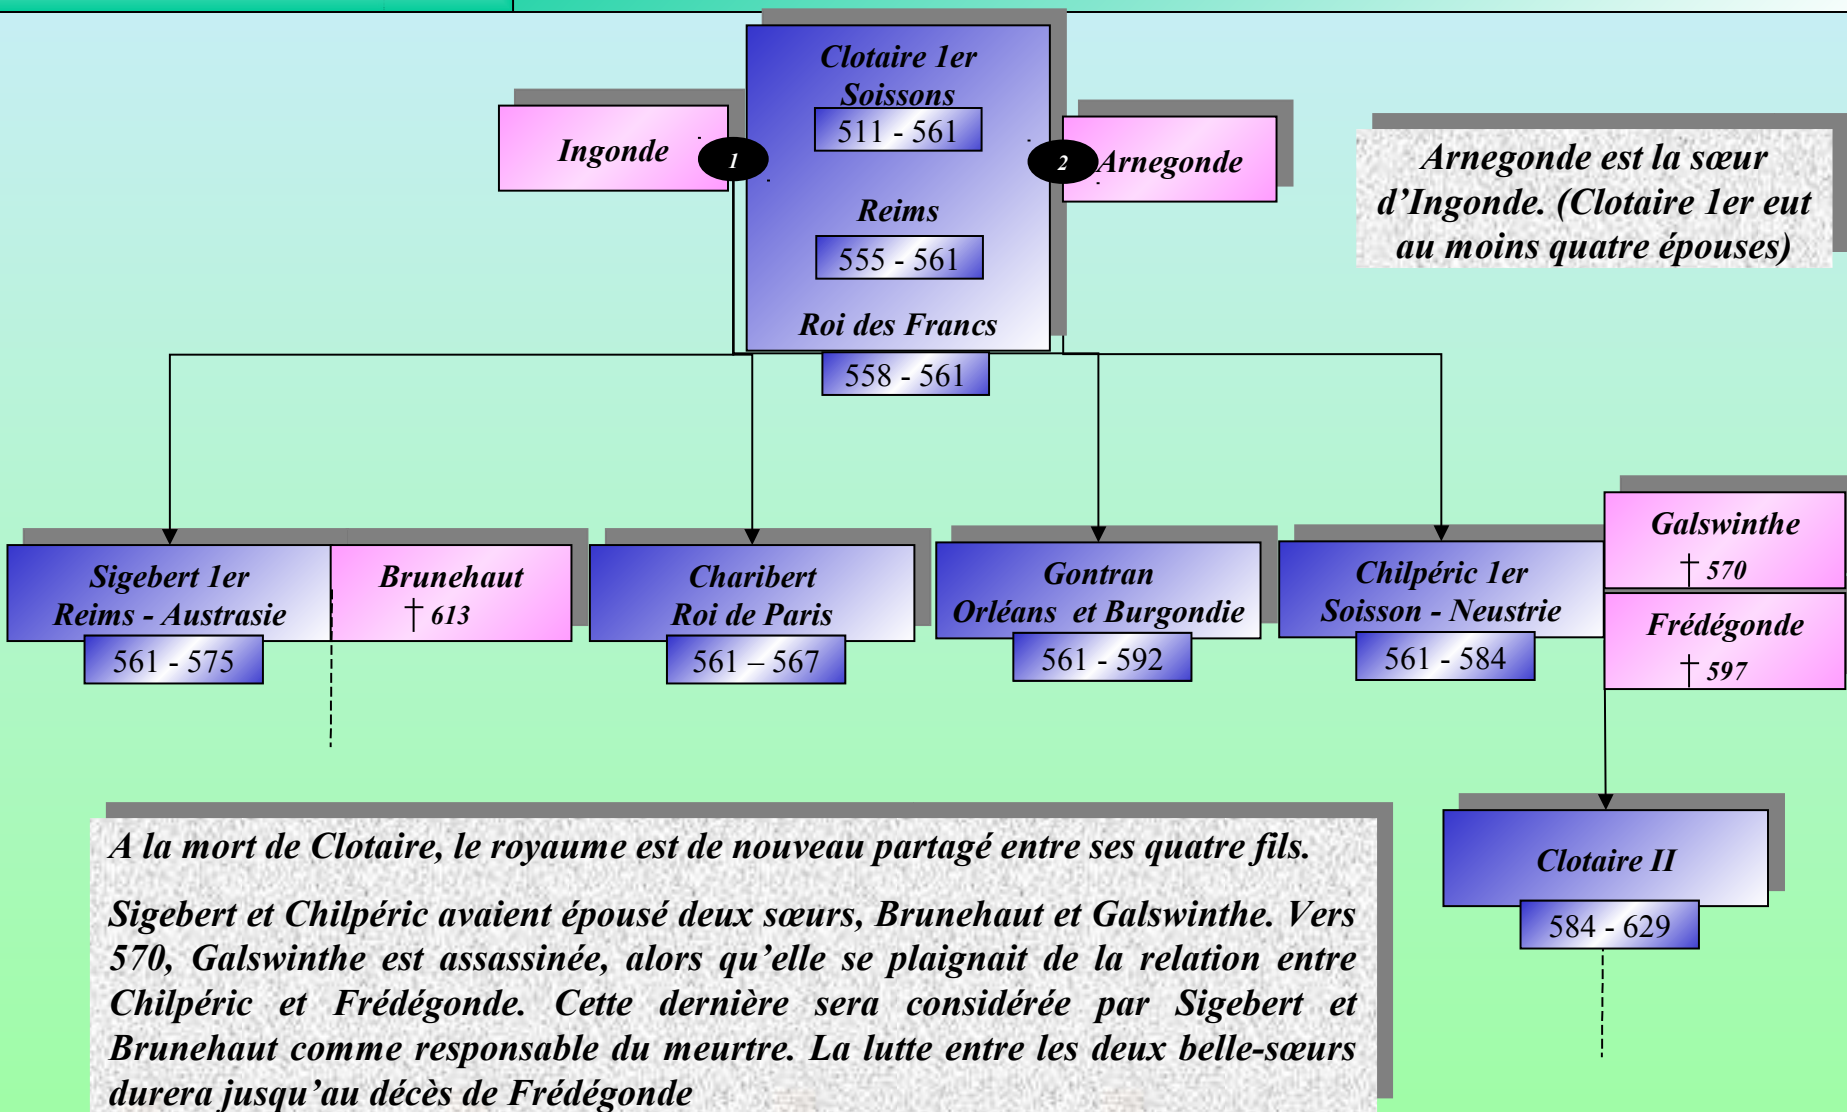 Clotaire 1er
Soissons
511 - 561
Reims
555 - 561
Roi des Francs
558 - 561
Ingonde
1
2
Arnegonde
Arnegonde est la sœur
d’Ingonde. (Clotaire 1er eut
au moins quatre épouses)
Sigebert 1er
Reims - Austrasie
561 - 575
Brunehaut
† 613
Charibert
Roi de Paris
561 – 567
Gontran
Orléans et Burgondie
561 - 592
Chilpéric 1er
Soisson - Neustrie
561 - 584
Galswinthe
† 570
Frédégonde
† 597
Clotaire II
584 - 629
A la mort de Clotaire, le royaume est de nouveau partagé entre ses quatre fils.
Sigebert et Chilpéric avaient épousé deux sœurs, Brunehaut et Galswinthe. Vers
570, Galswinthe est assassinée, alors qu’elle se plaignait de la relation entre
Chilpéric et Frédégonde. Cette dernière sera considérée par Sigebert et
Brunehaut comme responsable du meurtre. La lutte entre les deux belle-sœurs
durera jusqu’au décès de Frédégonde